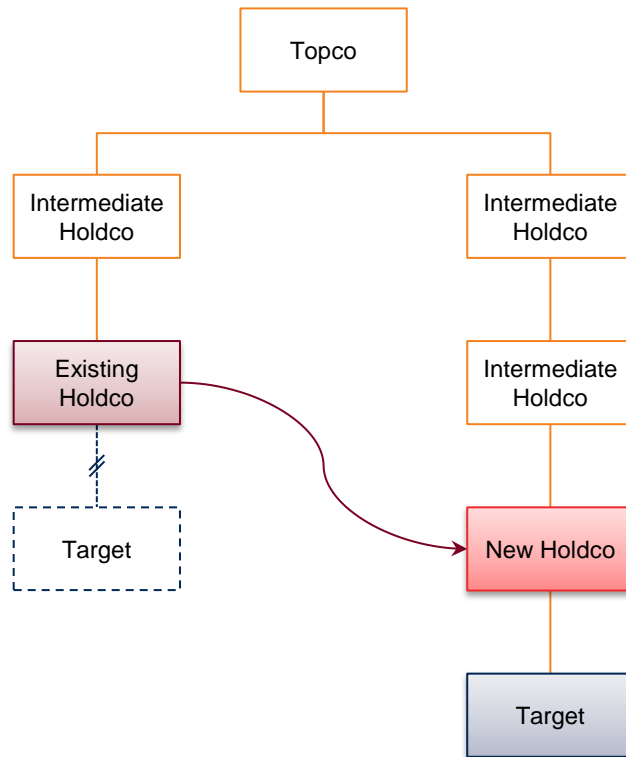 Topco
Intermediate
Holdco
Intermediate
Holdco
Existing
Holdco
Intermediate
Holdco
Target
New Holdco
Target